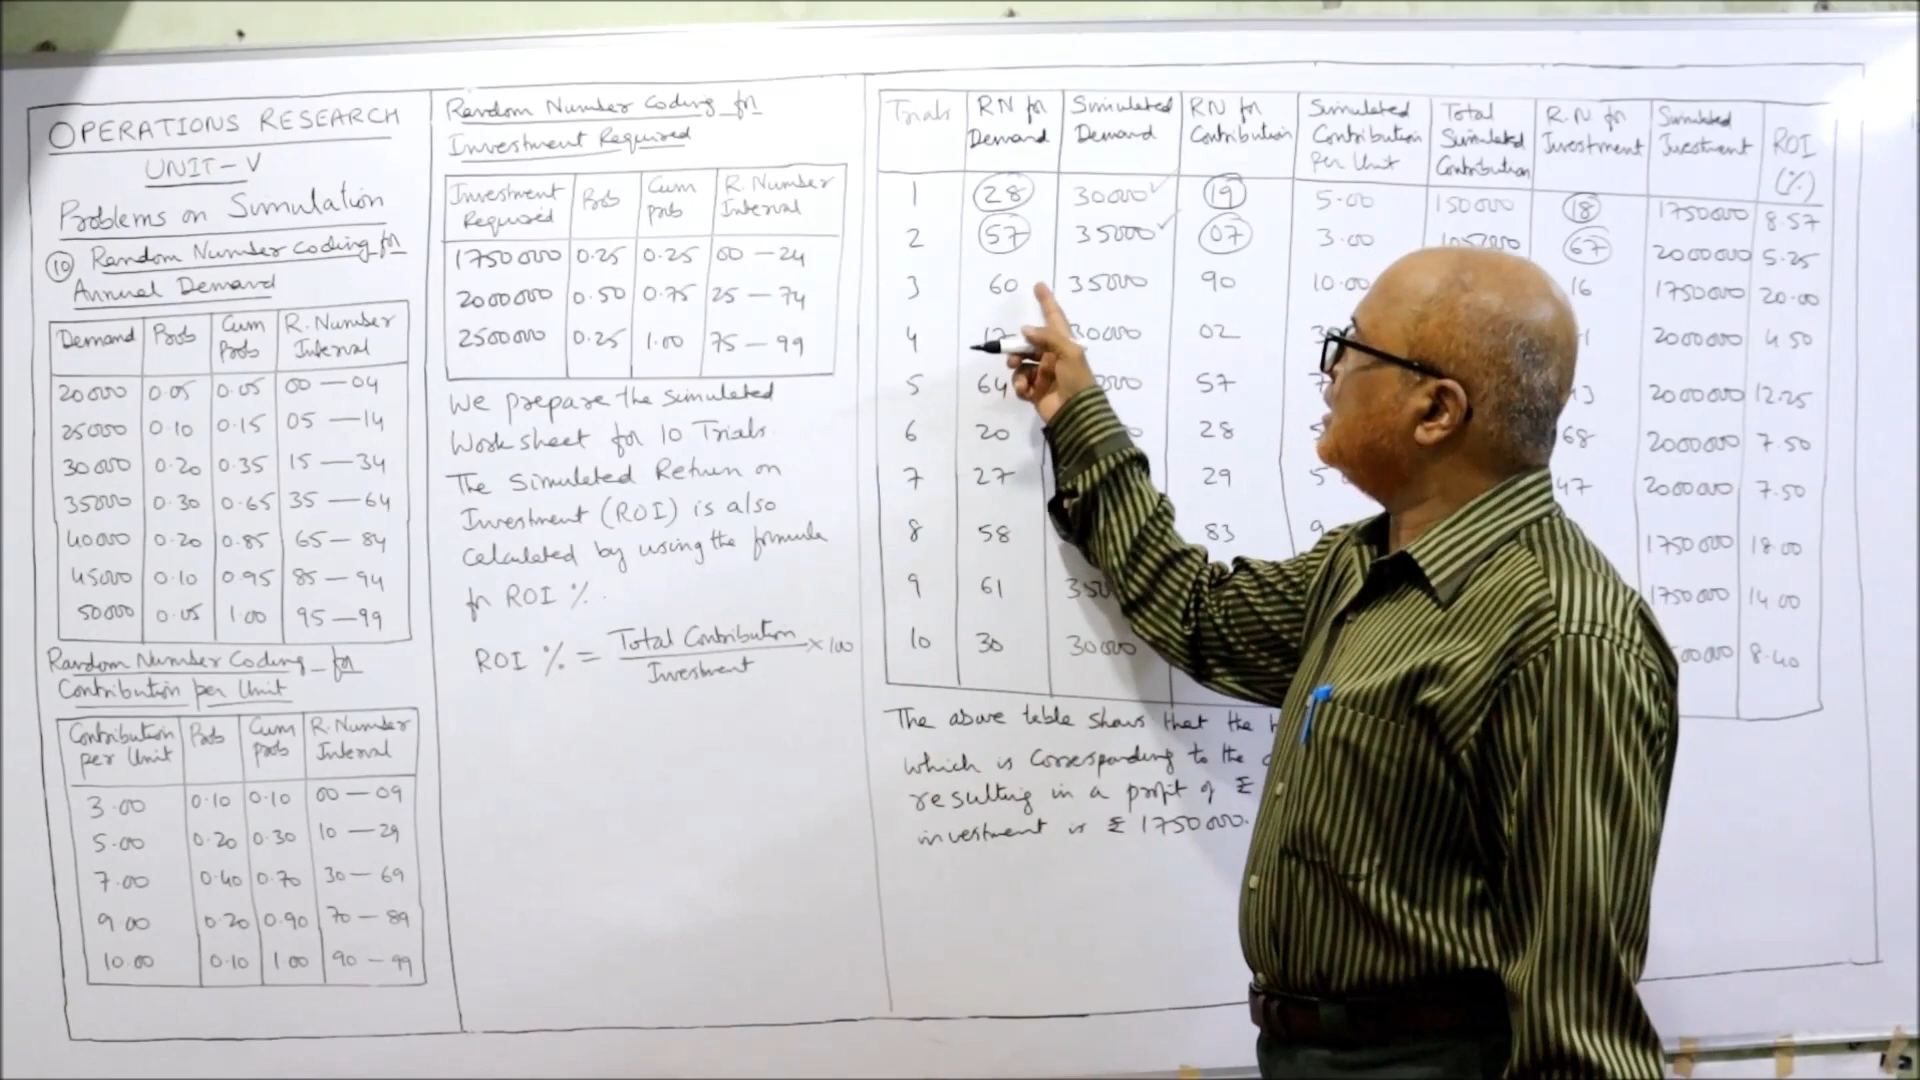 OPERATIONS RESEARCH
UNIT-V
Problems on Simulation
10 Random Number coding for
Annual Demand
Demand Prob Cum Prob R. Number Interval
20000 0.05 0.05 00 — 04
25000 0.10 0.15 05 — 14
30000 0.20 0.35 15 — 34
35000 0.30 0.65 35 — 64
40000 0.20 0.85 65 — 84
45000 0.10 0.95 85 — 94
50000 0.05 1.00 95 — 99
Random Number Coding for
Contribution per Unit
Contribution per Unit Prob Cum prob R. Number Interval
3.00 0.10 0.10 00 — 09
5.00 0.20 0.30 10 — 29
7.00 0.40 0.70 30 — 69
9.00 0.20 0.90 70 — 89
10.00 0.10 1.00 90 — 99
Random Number Coding for
Investment Required
Investment Required Prob Cum prob R. Number Interval
1750000 0.25 0.25 00 — 24
2000000 0.50 0.75 25 — 74
2500000 0.25 1.00 75 — 99
We prepare the simulated
Work sheet for 10 Trials.
The Simulated Return on
Investment (ROI) is also
calculated by using the formula
for ROI %.
ROI % = Total Contribution / Investment × 100
Trials RN for Demand Simulated Demand RN for Contribution Simulated Contribution Per Unit Total Simulated Contribution R.N for Investment Simulated Investment ROI (%)
1 28 30000 19 5.00 150000 18 1750000 8.57
2 57 35000 07 3.00 67 2000000 5.25
3 60 35000 90 10.00 16 1750000 20.00
4 30000 02 2000000 4.50
5 64 57 2000000 12.25
6 20 28 68 2000000 7.50
7 27 29 47 2000000 7.50
8 58 83 1750000 18.00
9 61 1750000 14.00
10 30 30000 8.40
The above table shows that the
which is corresponding to the
resulting in a profit of ₹
investment is ₹ 1750000.